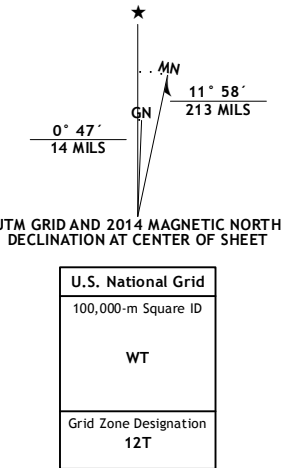 ★
MN
11° 58´
213 MILS
GN
0° 47´
14 MILS
UTM GRID AND 2014 MAGNETIC NORTH
DECLINATION AT CENTER OF SHEET
U.S. National Grid
100,000-m Square ID
WT
Grid Zone Designation
12T